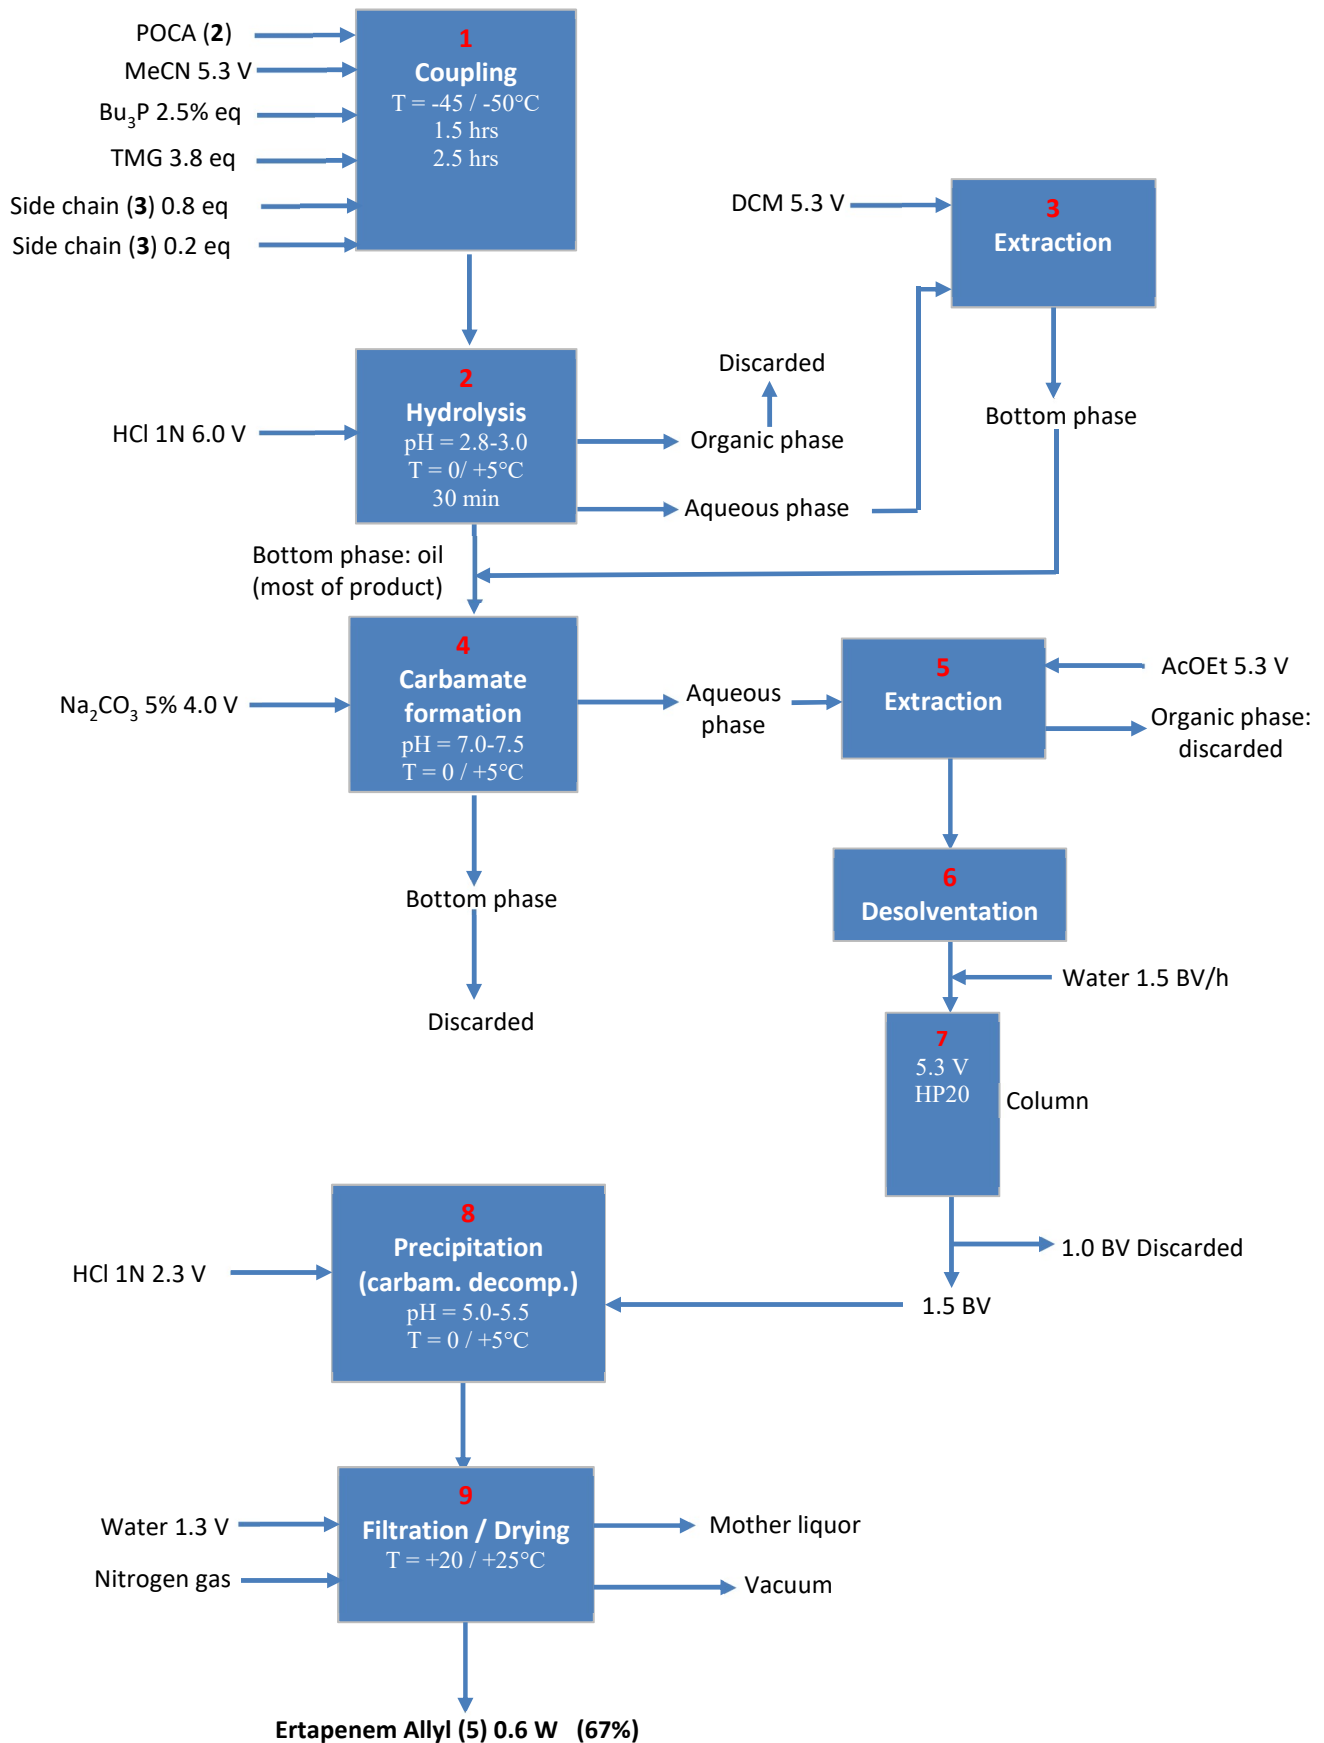 POCA (2)
MeCN 5.3 V
Bu₃P 2.5% eq
TMG 3.8 eq
Side chain (3) 0.8 eq
Side chain (3) 0.2 eq
1
Coupling
T = -45 / -50°C
1.5 hrs
2.5 hrs
DCM 5.3 V
3
Extraction
Bottom phase
HCl 1N 6.0 V
2
Hydrolysis
pH = 2.8-3.0
T = 0/ +5°C
30 min
Discarded
Organic phase
Aqueous phase
Bottom phase: oil
(most of product)
Na₂CO₃ 5% 4.0 V
4
Carbamate
formation
pH = 7.0-7.5
T = 0 / +5°C
Aqueous
phase
5
Extraction
AcOEt 5.3 V
Organic phase:
discarded
Bottom phase
Discarded
6
Desolventation
Water 1.5 BV/h
7
5.3 V
HP20
Column
1.0 BV Discarded
1.5 BV
HCl 1N 2.3 V
8
Precipitation
(carbam. decomp.)
pH = 5.0-5.5
T = 0 / +5°C
Water 1.3 V
Nitrogen gas
9
Filtration / Drying
T = +20 / +25°C
Mother liquor
Vacuum
Ertapenem Allyl (5) 0.6 W (67%)